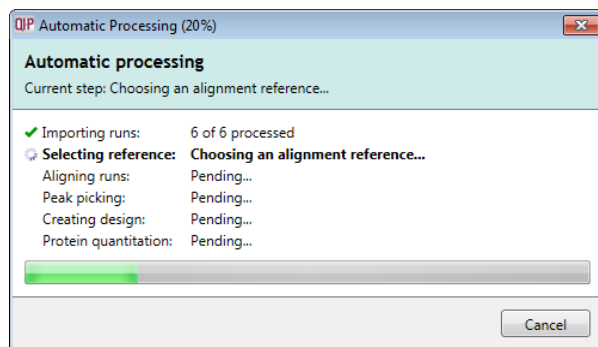 QIP Automatic Processing (20%)
Automatic processing
Current step: Choosing an alignment reference...
Importing runs: 6 of 6 processed
Selecting reference: Choosing an alignment reference...
Aligning runs: Pending...
Peak picking: Pending...
Creating design: Pending...
Protein quantitation: Pending...
Cancel